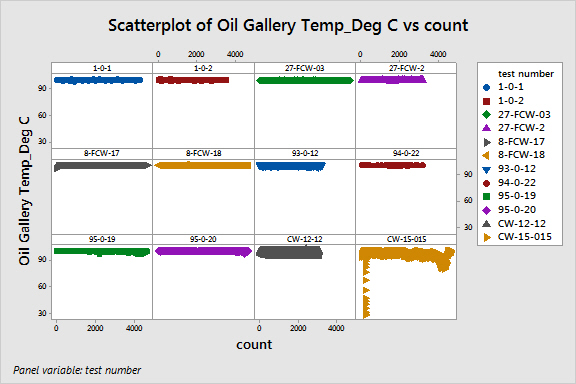 Scatterplot of Oil Gallery Temp_Deg C vs count
0 2000 4000 0 2000 4000
1-0-1 1-0-2 27-FCW-03 27-FCW-2
90
60
30
8-FCW-17 8-FCW-18 93-0-12 94-0-22
90
60
30
95-0-19 95-0-20 CW-12-12 CW-15-015
90
60
30
0 2000 4000 0 2000 4000
Oil Gallery Temp_Deg C
count
test number
1-0-1
1-0-2
27-FCW-03
27-FCW-2
8-FCW-17
8-FCW-18
93-0-12
94-0-22
95-0-19
95-0-20
CW-12-12
CW-15-015
Panel variable: test number